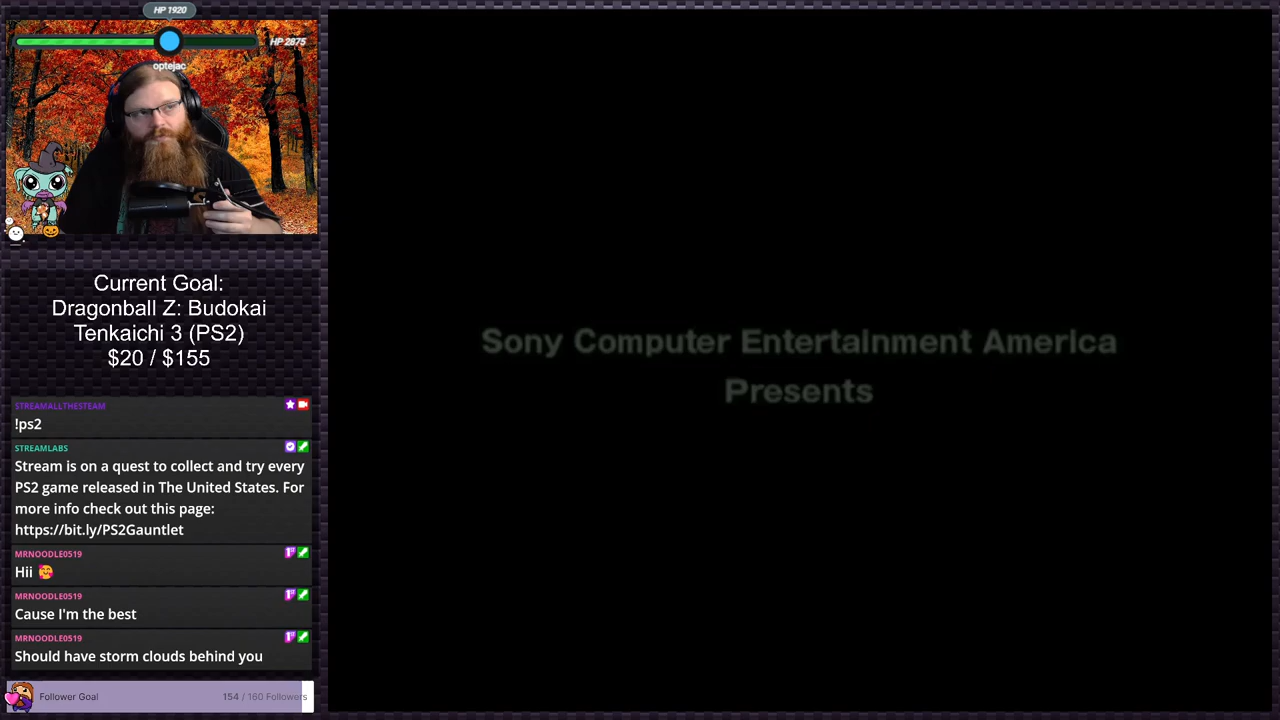 HP 1920
HP 2875
optejac
Current Goal:
Dragonball Z: Budokai
Tenkaichi 3 (PS2)
$20 / $155
STREAMALLTHESTEAM
!ps2
STREAMLABS
Stream is on a quest to collect and try every
PS2 game released in The United States. For
more info check out this page:
https://bit.ly/PS2Gauntlet
MRNOODLE0519
Hii
MRNOODLE0519
Cause I'm the best
MRNOODLE0519
Should have storm clouds behind you
Follower Goal
154 / 160 Followers
Sony Computer Entertainment America
Presents